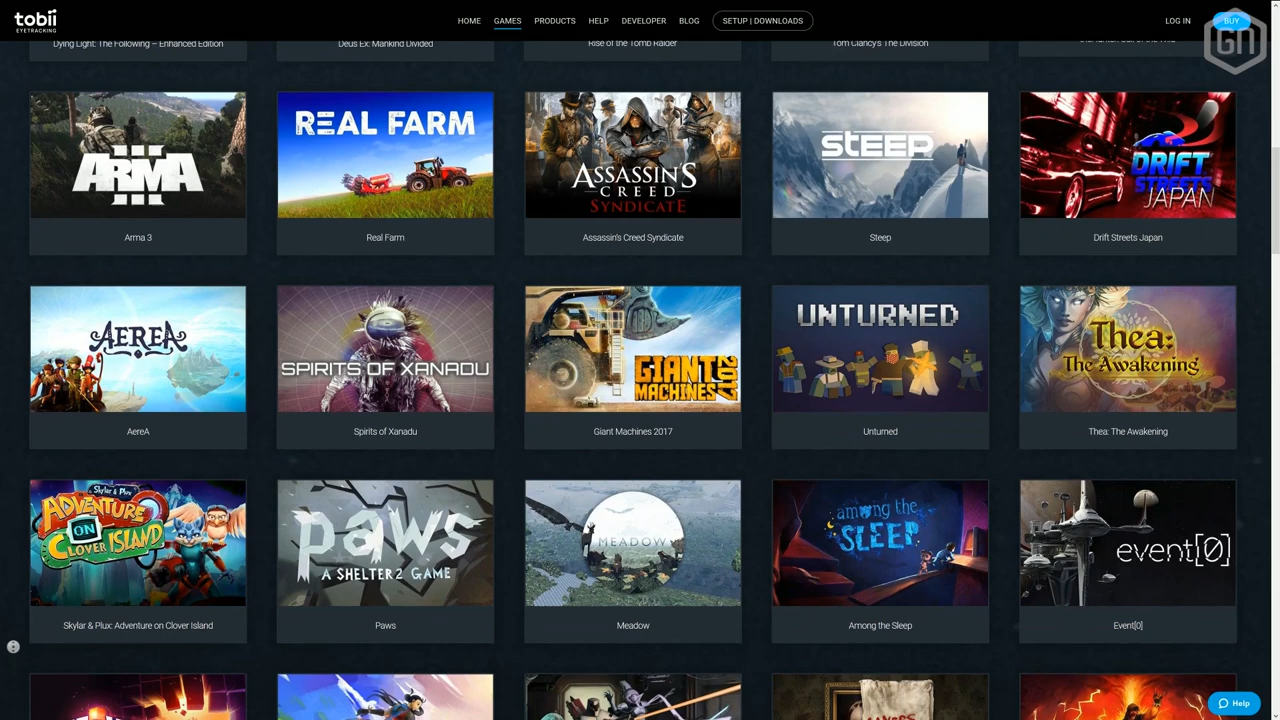 tobii
EYETRACKING
HOME GAMES PRODUCTS HELP DEVELOPER BLOG SETUP | DOWNLOADS LOG IN BUY
GN
Dying Light: The Following – Enhanced Edition
Deus Ex: Mankind Divided
Rise of the Tomb Raider
Tom Clancy's The Division
ARMA III
REAL FARM
ASSASSIN'S
CREED
SYNDICATE
STEEP
DRIFT
STREETS
JAPAN
Arma 3
Real Farm
Assassin's Creed Syndicate
Steep
Drift Streets Japan
AEREA
SPIRITS OF XANADU
GIANT
MACHINES 2017
UNTURNED
Thea:
The Awakening
AereA
Spirits of Xanadu
Giant Machines 2017
Unturned
Thea: The Awakening
Skylar & Plux
ADVENTURE
ON
CLOVER ISLAND
paws
A SHELTER2 GAME
MEADOW
among the
SLEEP
event[0]
Skylar & Plux: Adventure on Clover Island
Paws
Meadow
Among the Sleep
Event[0]
Help